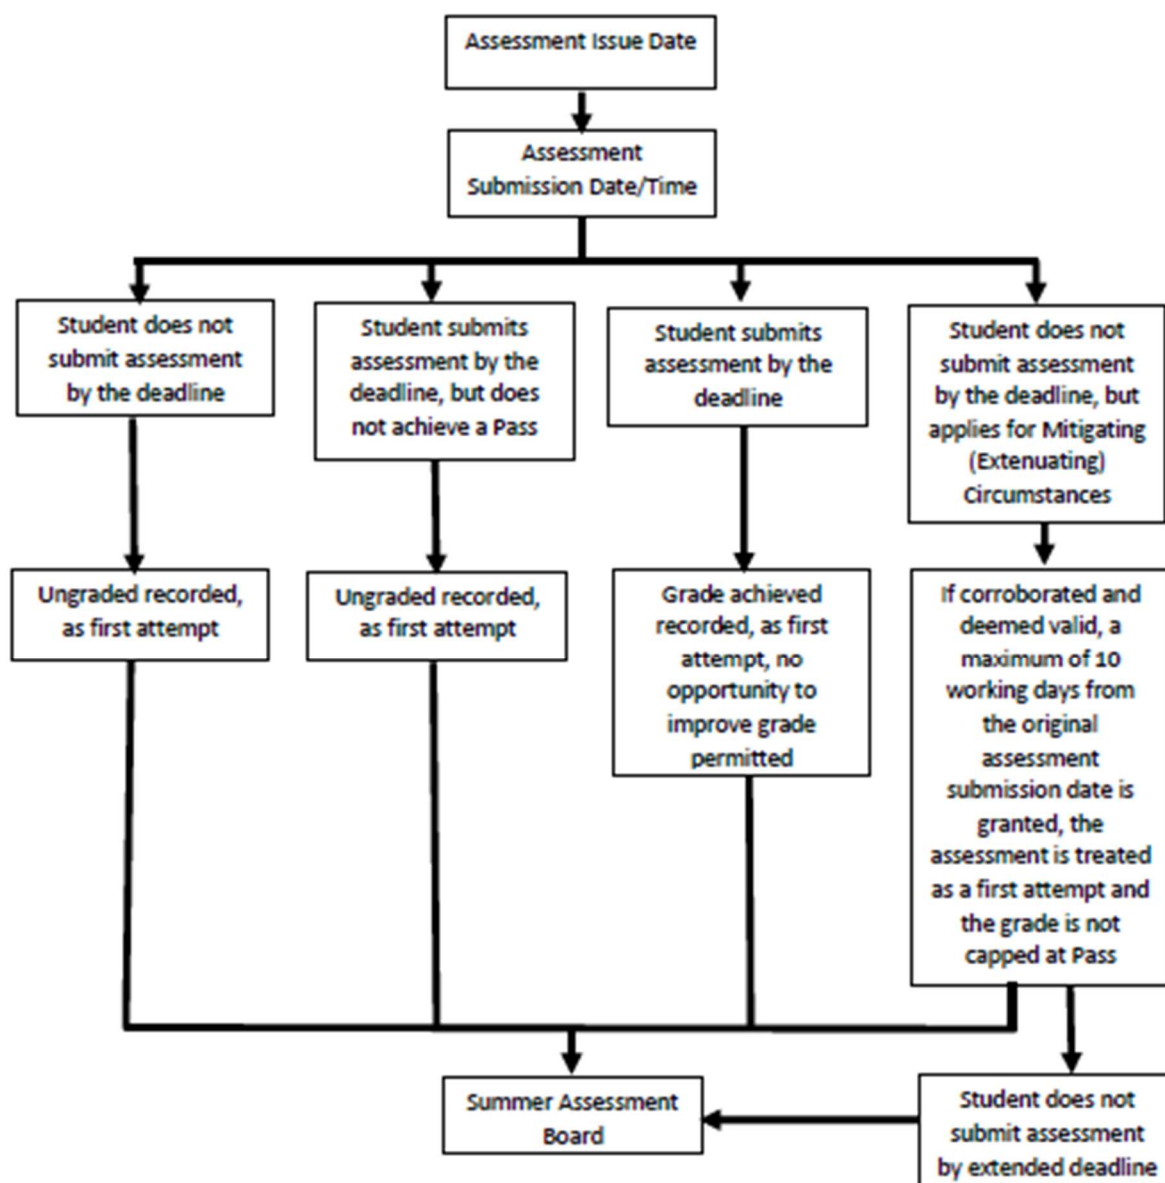 Assessment Issue Date
Assessment
Submission Date/Time
Student does not
submit assessment
by the deadline
Student submits
assessment by the
deadline, but does
not achieve a Pass
Student submits
assessment by the
deadline
Student does not
submit assessment
by the deadline, but
applies for Mitigating
(Extenuating)
Circumstances
Ungraded recorded,
as first attempt
Ungraded recorded,
as first attempt
Grade achieved
recorded, as first
attempt, no
opportunity to
improve grade
permitted
If corroborated and
deemed valid, a
maximum of 10
working days from
the original
assessment
submission date is
granted, the
assessment is treated
as a first attempt and
the grade is not
capped at Pass
Summer Assessment
Board
Student does not
submit assessment
by extended deadline